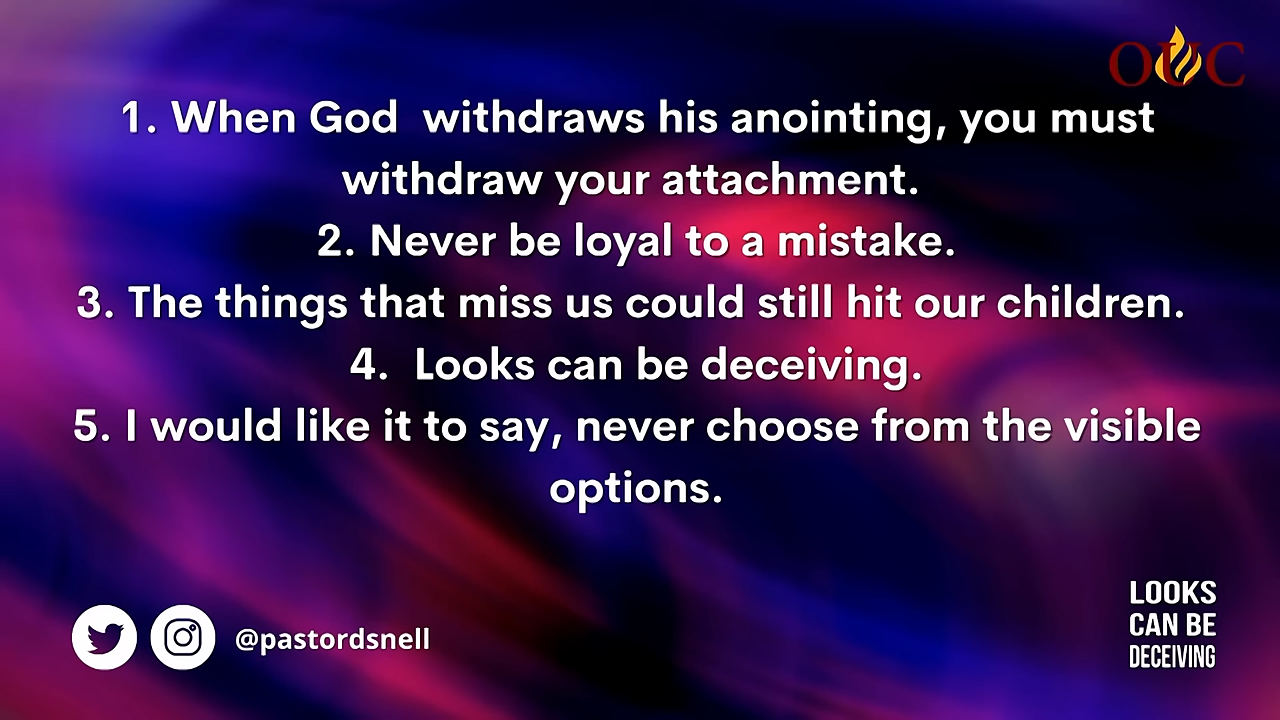 OUC
1. When God  withdraws his anointing, you must
withdraw your attachment.
2. Never be loyal to a mistake.
3. The things that miss us could still hit our children.
4.  Looks can be deceiving.
5. I would like it to say, never choose from the visible
options.
@pastordsnell
LOOKS
CAN BE
DECEIVING